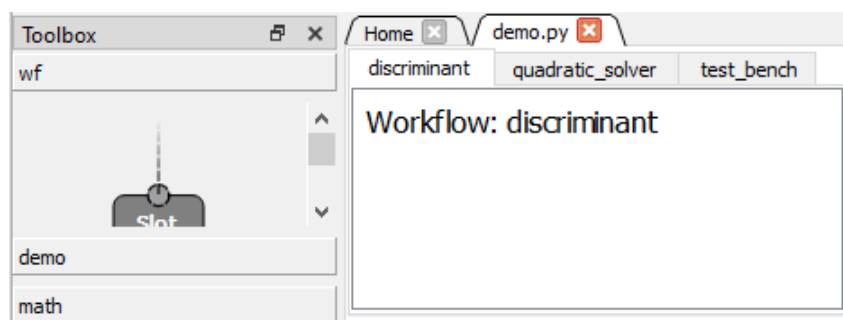 Toolbox
wf
Slot
demo
math
Home
demo.py
discriminant
quadratic_solver
test_bench
Workflow: discriminant